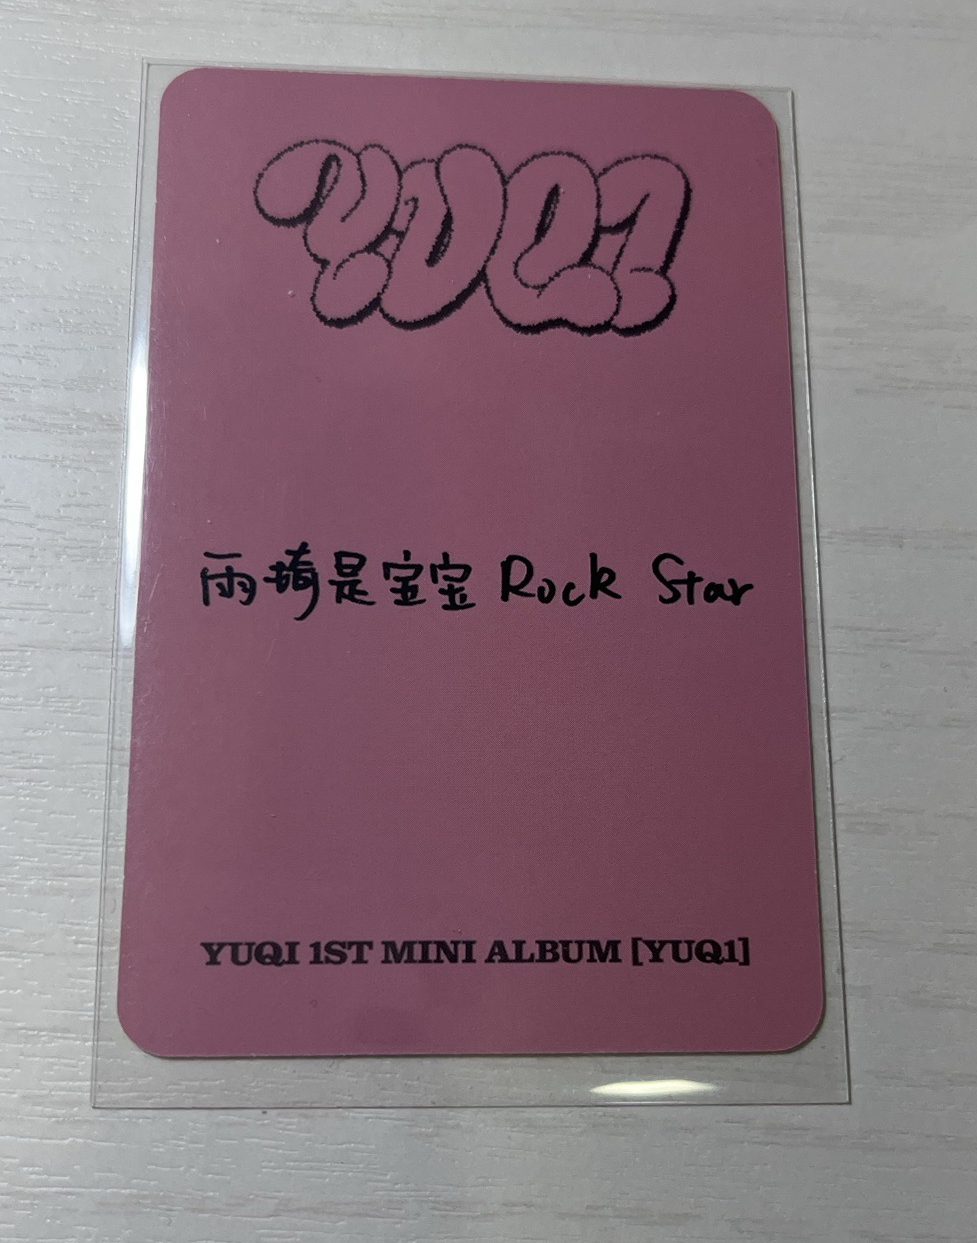 YUQ1
雨琦是宝宝 Rock Star
YUQI 1ST MINI ALBUM [YUQ1]